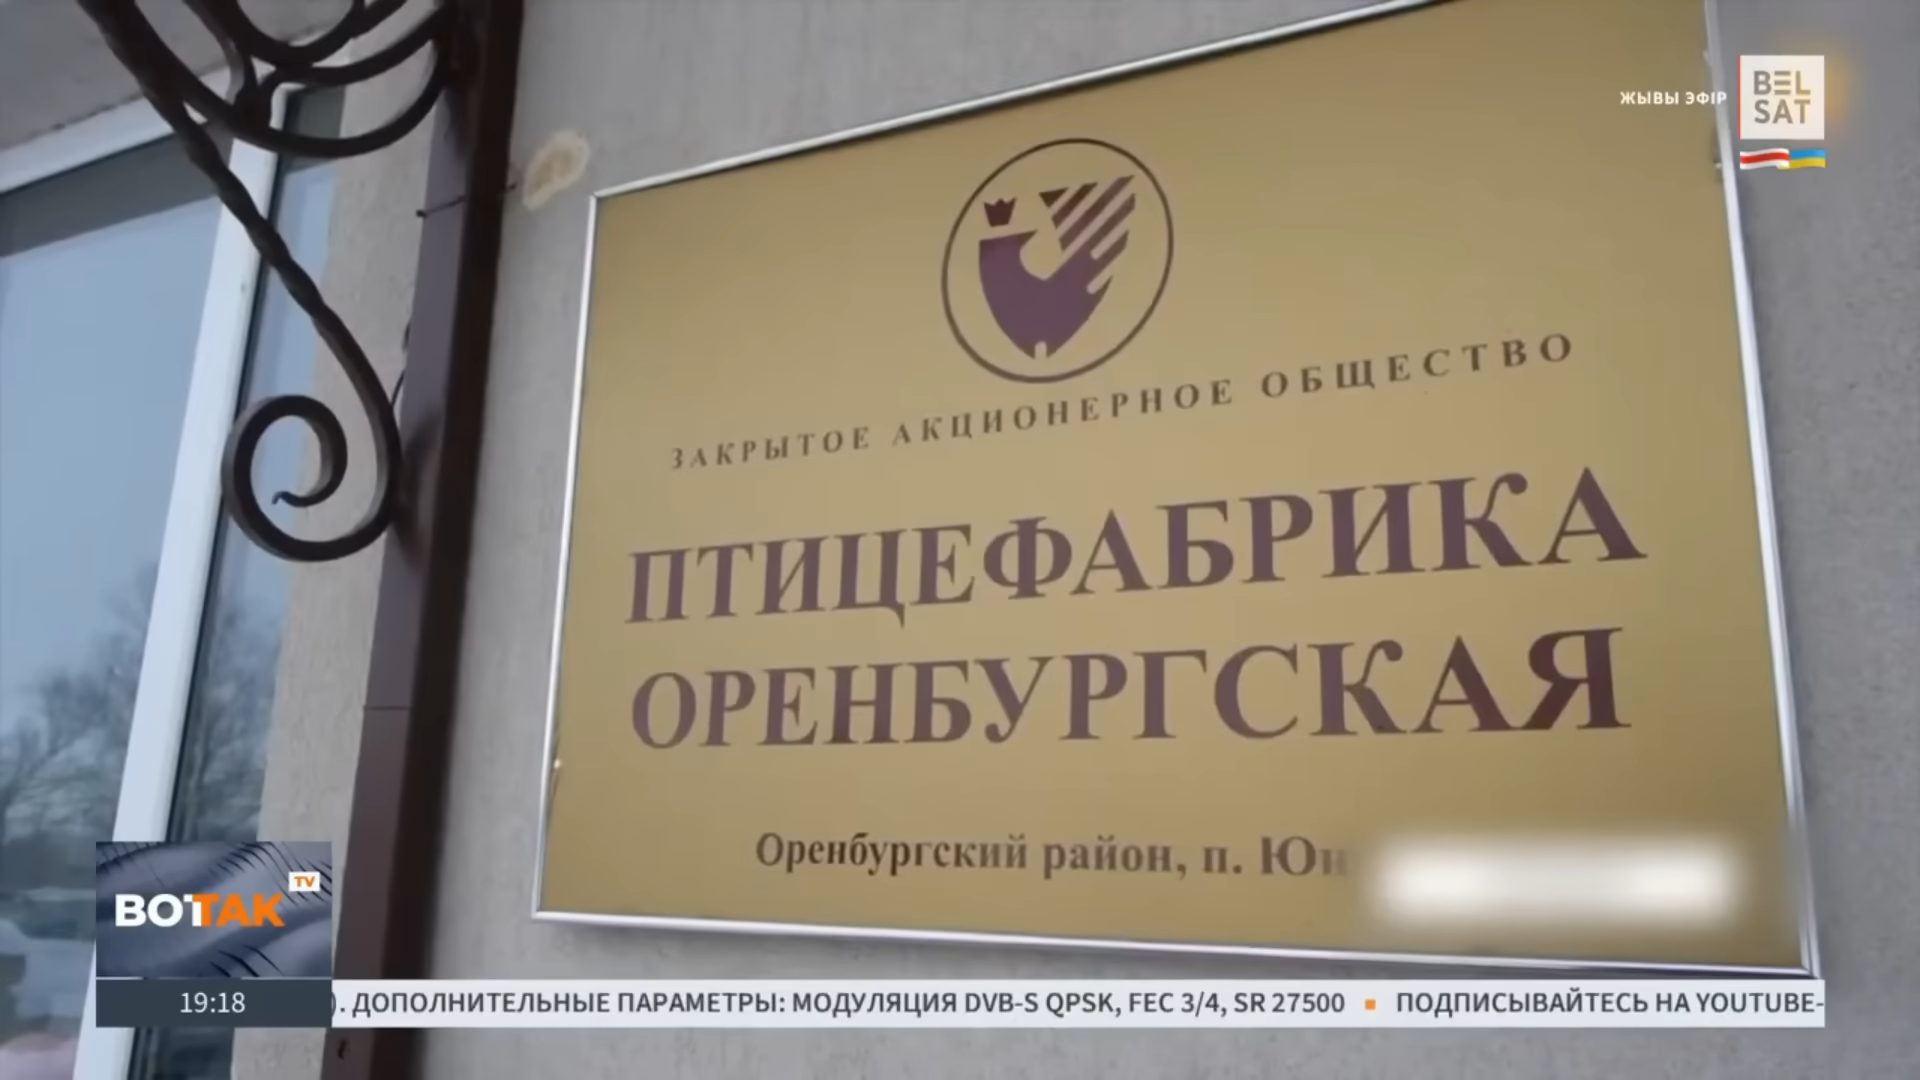 ЖЫВЫ ЭФІР
BEL
SAT
ЗАКРЫТОЕ АКЦИОНЕРНОЕ ОБЩЕСТВО
ПТИЦЕФАБРИКА
ОРЕНБУРГСКАЯ
Оренбургский район, п.
ВОТТАК TV
19:18
). ДОПОЛНИТЕЛЬНЫЕ ПАРАМЕТРЫ: МОДУЛЯЦИЯ DVB-S QPSK, FEC 3/4, SR 27500 ▪ ПОДПИСЫВАЙТЕСЬ НА YOUTUBE-